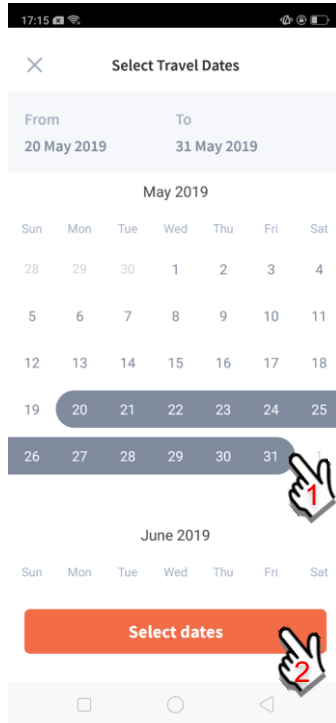 17:15
Select Travel Dates
From To
20 May 2019 31 May 2019
May 2019
Sun Mon Tue Wed Thu Fri Sat
28 29 30 1 2 3 4
5 6 7 8 9 10 11
12 13 14 15 16 17 18
19 20 21 22 23 24 25
26 27 28 29 30 31 1
1
June 2019
Sun Mon Tue Wed Thu Fri Sat
Select dates
2